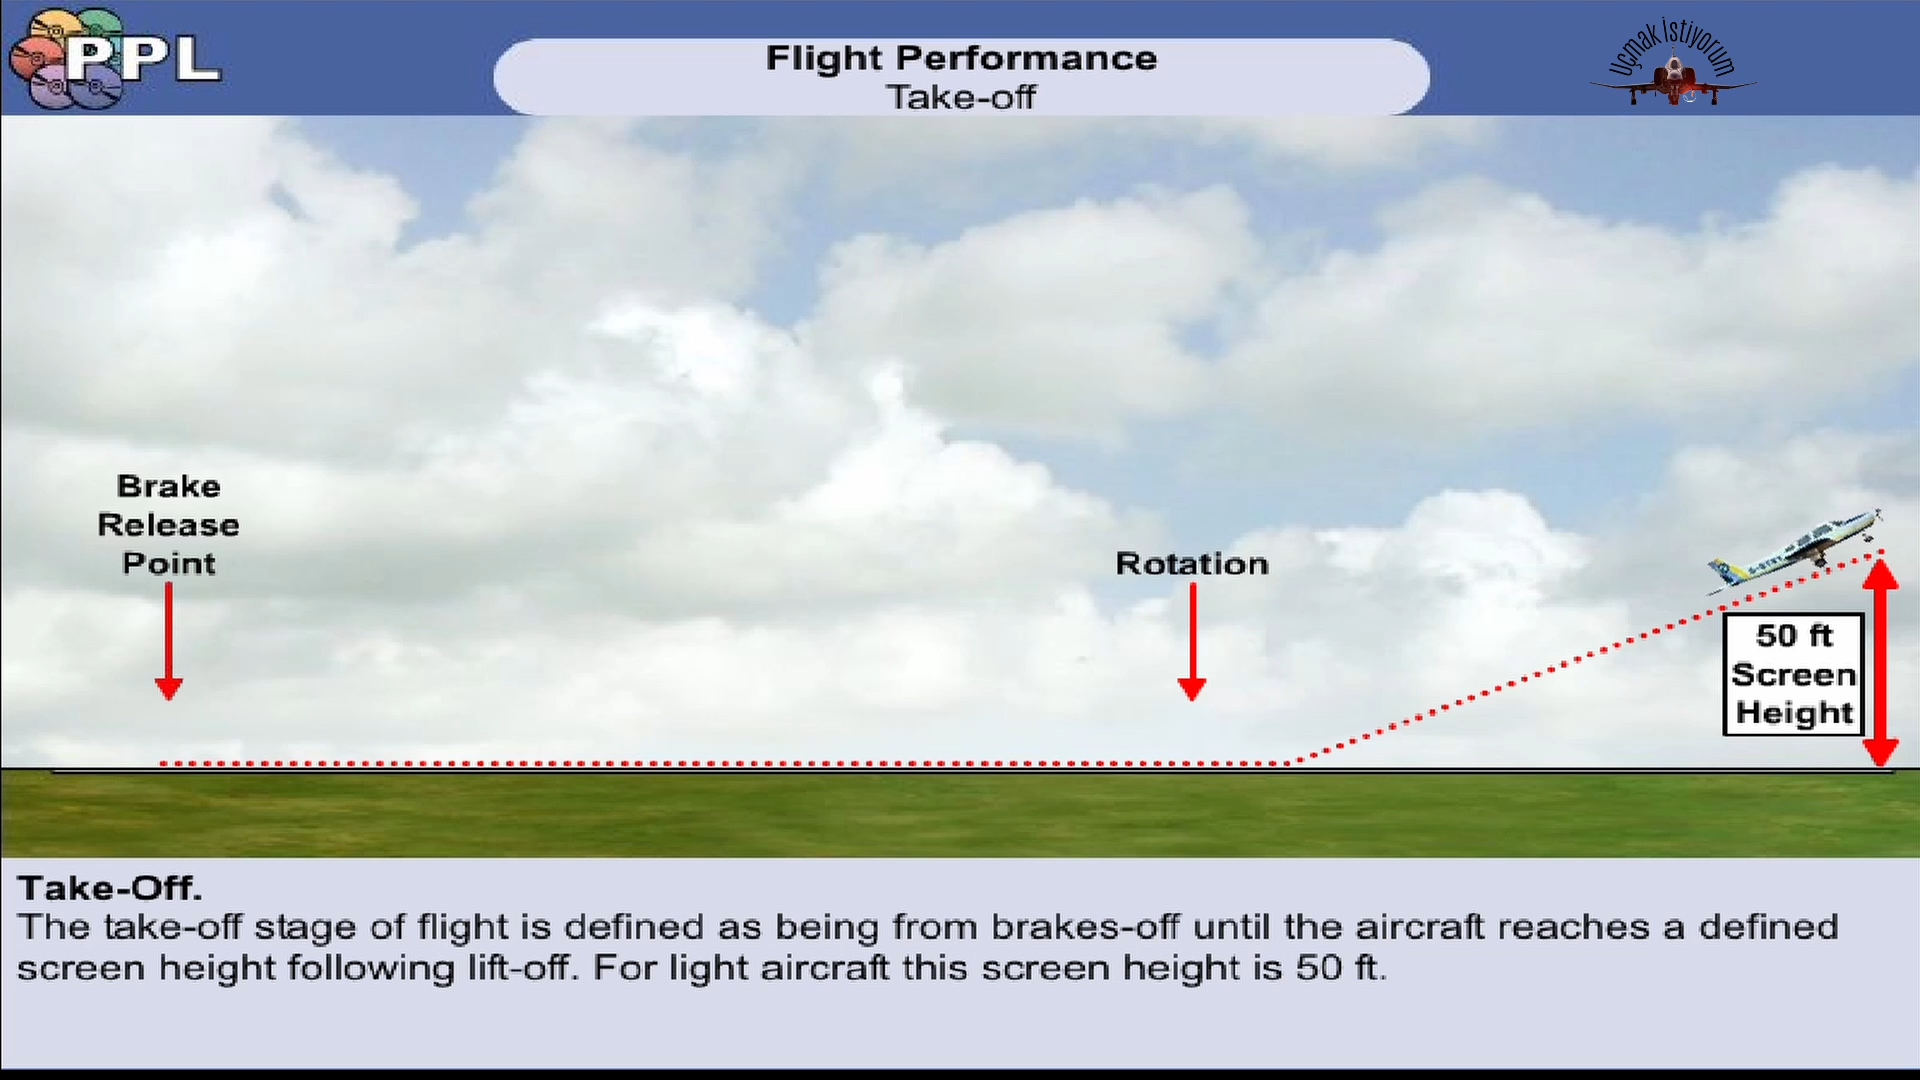 PPL
Flight Performance
Take-off
Uçmak İstiyorum
Brake
Release
Point
Rotation
50 ft
Screen
Height
Take-Off.
The take-off stage of flight is defined as being from brakes-off until the aircraft reaches a defined
screen height following lift-off. For light aircraft this screen height is 50 ft.